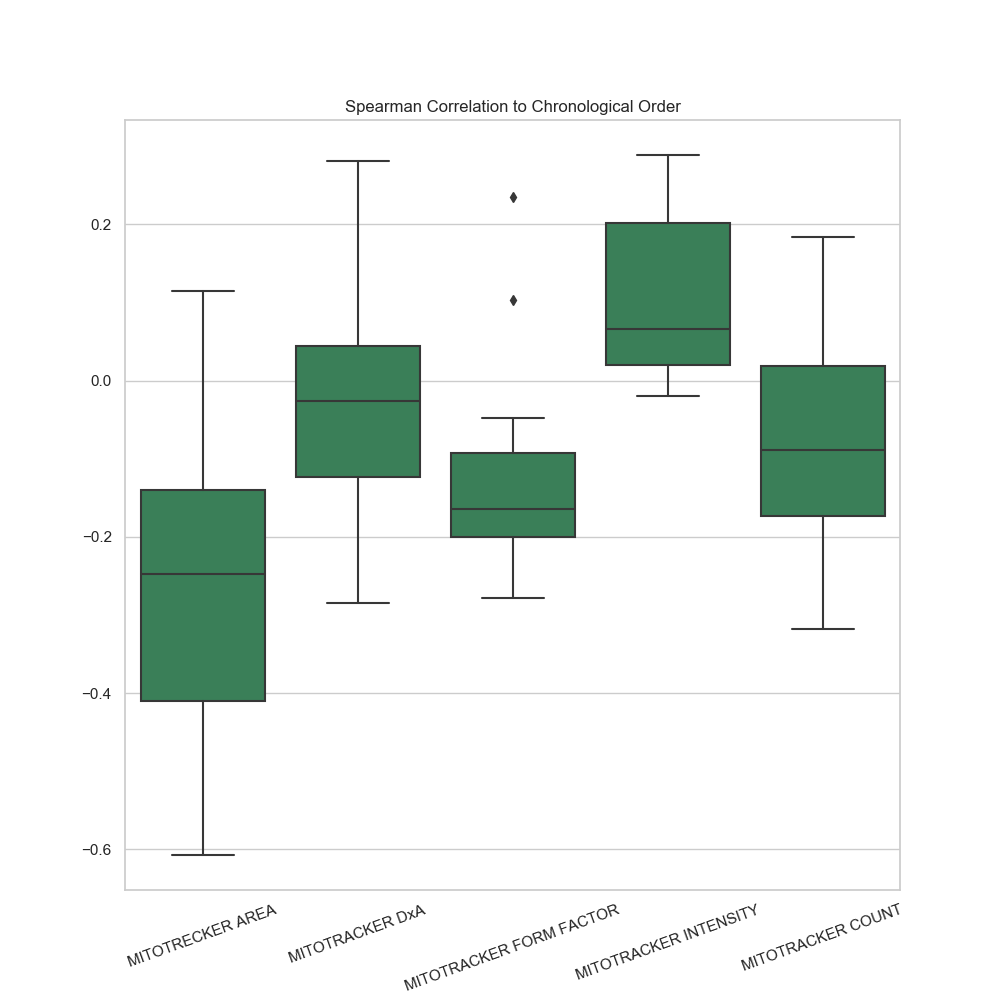 Spearman Correlation to Chronological Order
0.2
0.0
−0.2
−0.4
−0.6
MITOTRECKER AREA
MITOTRACKER DxA
MITOTRACKER FORM FACTOR
MITOTRACKER INTENSITY
MITOTRACKER COUNT